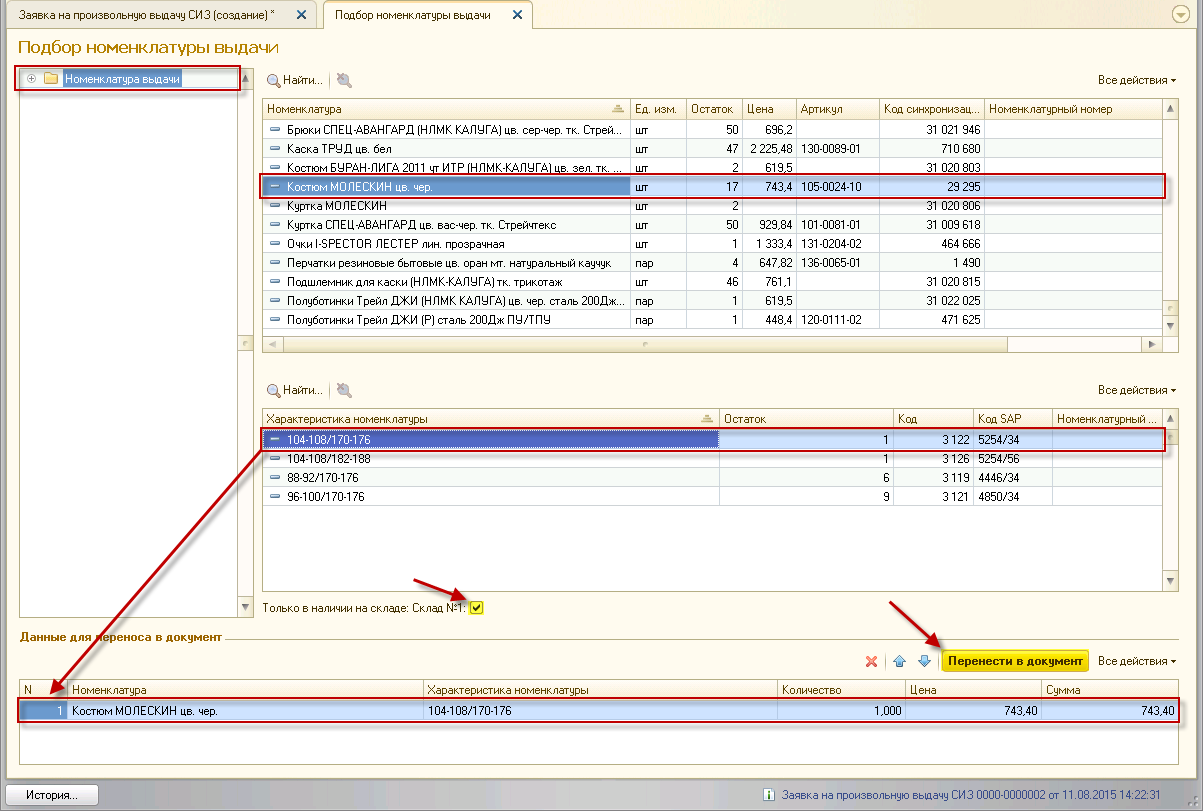 Заявка на произвольную выдачу СИЗ (создание) * Подбор номенклатуры выдачи
Подбор номенклатуры выдачи
Номенклатура выдачи
Найти... Все действия
Номенклатура Ед. изм. Остаток Цена Артикул Код синхронизац... Номенклатурный номер
Брюки СПЕЦ-АВАНГАРД (НЛМК КАЛУГА) цв. сер-чер. тк. Стрей... шт 50 696,2 31 021 946
Каска ТРУД цв. бел шт 47 2 225,48 130-0089-01 710 680
Костюм БУРАН-ЛИГА 2011 ут ИТР (НЛМК-КАЛУГА) цв. зел. тк. ... шт 2 619,5 31 020 803
Костюм МОЛЕСКИН цв. чер. шт 17 743,4 105-0024-10 29 295
Куртка МОЛЕСКИН шт 2 31 020 806
Куртка СПЕЦ-АВАНГАРД цв. вас-чер. тк. Стрейчтекс шт 50 929,84 101-0081-01 31 009 618
Очки I-SPECTOR ЛЕСТЕР лин. прозрачная шт 1 1 333,4 131-0204-02 464 666
Перчатки резиновые бытовые цв. оран мт. натуральный каучук пар 4 647,82 136-0065-01 1 490
Подшлемник для каски (НЛМК-КАЛУГА) тк. трикотаж шт 46 761,1 31 020 815
Полуботинки Трейл ДЖИ (НЛМК КАЛУГА) цв. чер. сталь 200Дж... пар 1 619,5 31 022 025
Полуботинки Трейл ДЖИ (Р) сталь 200Дж ПУ/ТПУ пар 1 448,4 120-0111-02 471 625
Найти... Все действия
Характеристика номенклатуры Остаток Код Код SAP Номенклатурный ...
104-108/170-176 1 3 122 5254/34
104-108/182-188 1 3 126 5254/56
88-92/170-176 6 3 119 4446/34
96-100/170-176 9 3 121 4850/34
Только в наличии на складе: Склад №1:
Данные для переноса в документ
Перенести в документ Все действия
N Номенклатура Характеристика номенклатуры Количество Цена Сумма
1 Костюм МОЛЕСКИН цв. чер. 104-108/170-176 1,000 743,40 743,40
История... Заявка на произвольную выдачу СИЗ 0000-0000002 от 11.08.2015 14:22:31